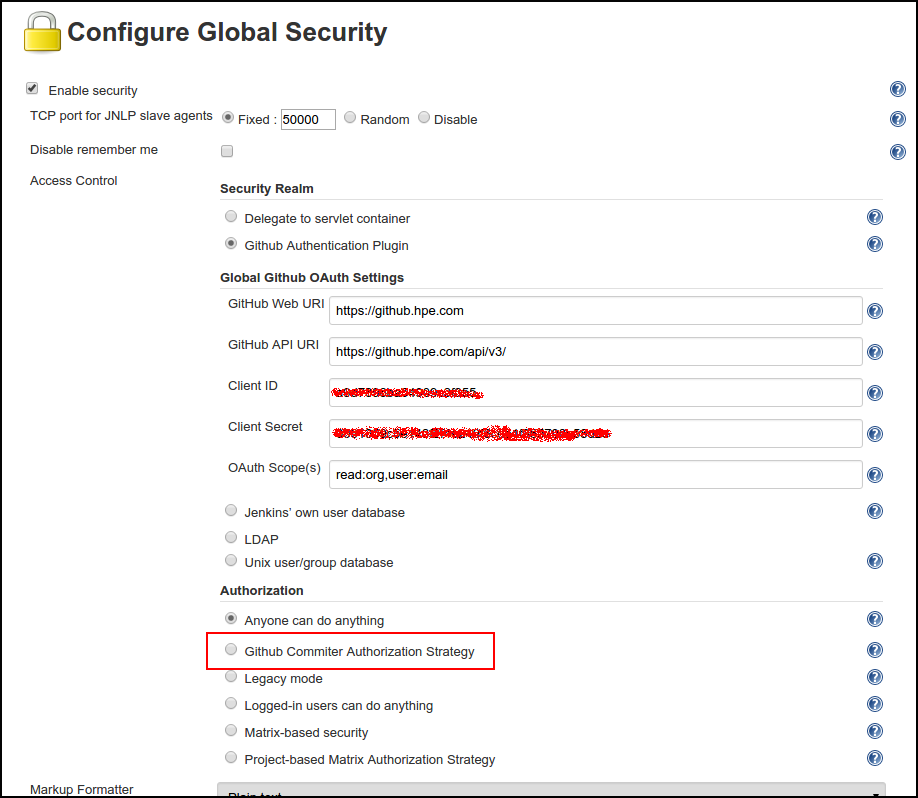 Configure Global Security
Enable security
TCP port for JNLP slave agents Fixed : 50000 Random Disable
Disable remember me
Access Control
Security Realm
Delegate to servlet container
Github Authentication Plugin
Global Github OAuth Settings
GitHub Web URI https://github.hpe.com
GitHub API URI https://github.hpe.com/api/v3/
Client ID
Client Secret
OAuth Scope(s) read:org,user:email
Jenkins' own user database
LDAP
Unix user/group database
Authorization
Anyone can do anything
Github Commiter Authorization Strategy
Legacy mode
Logged-in users can do anything
Matrix-based security
Project-based Matrix Authorization Strategy
Markup Formatter Plain text